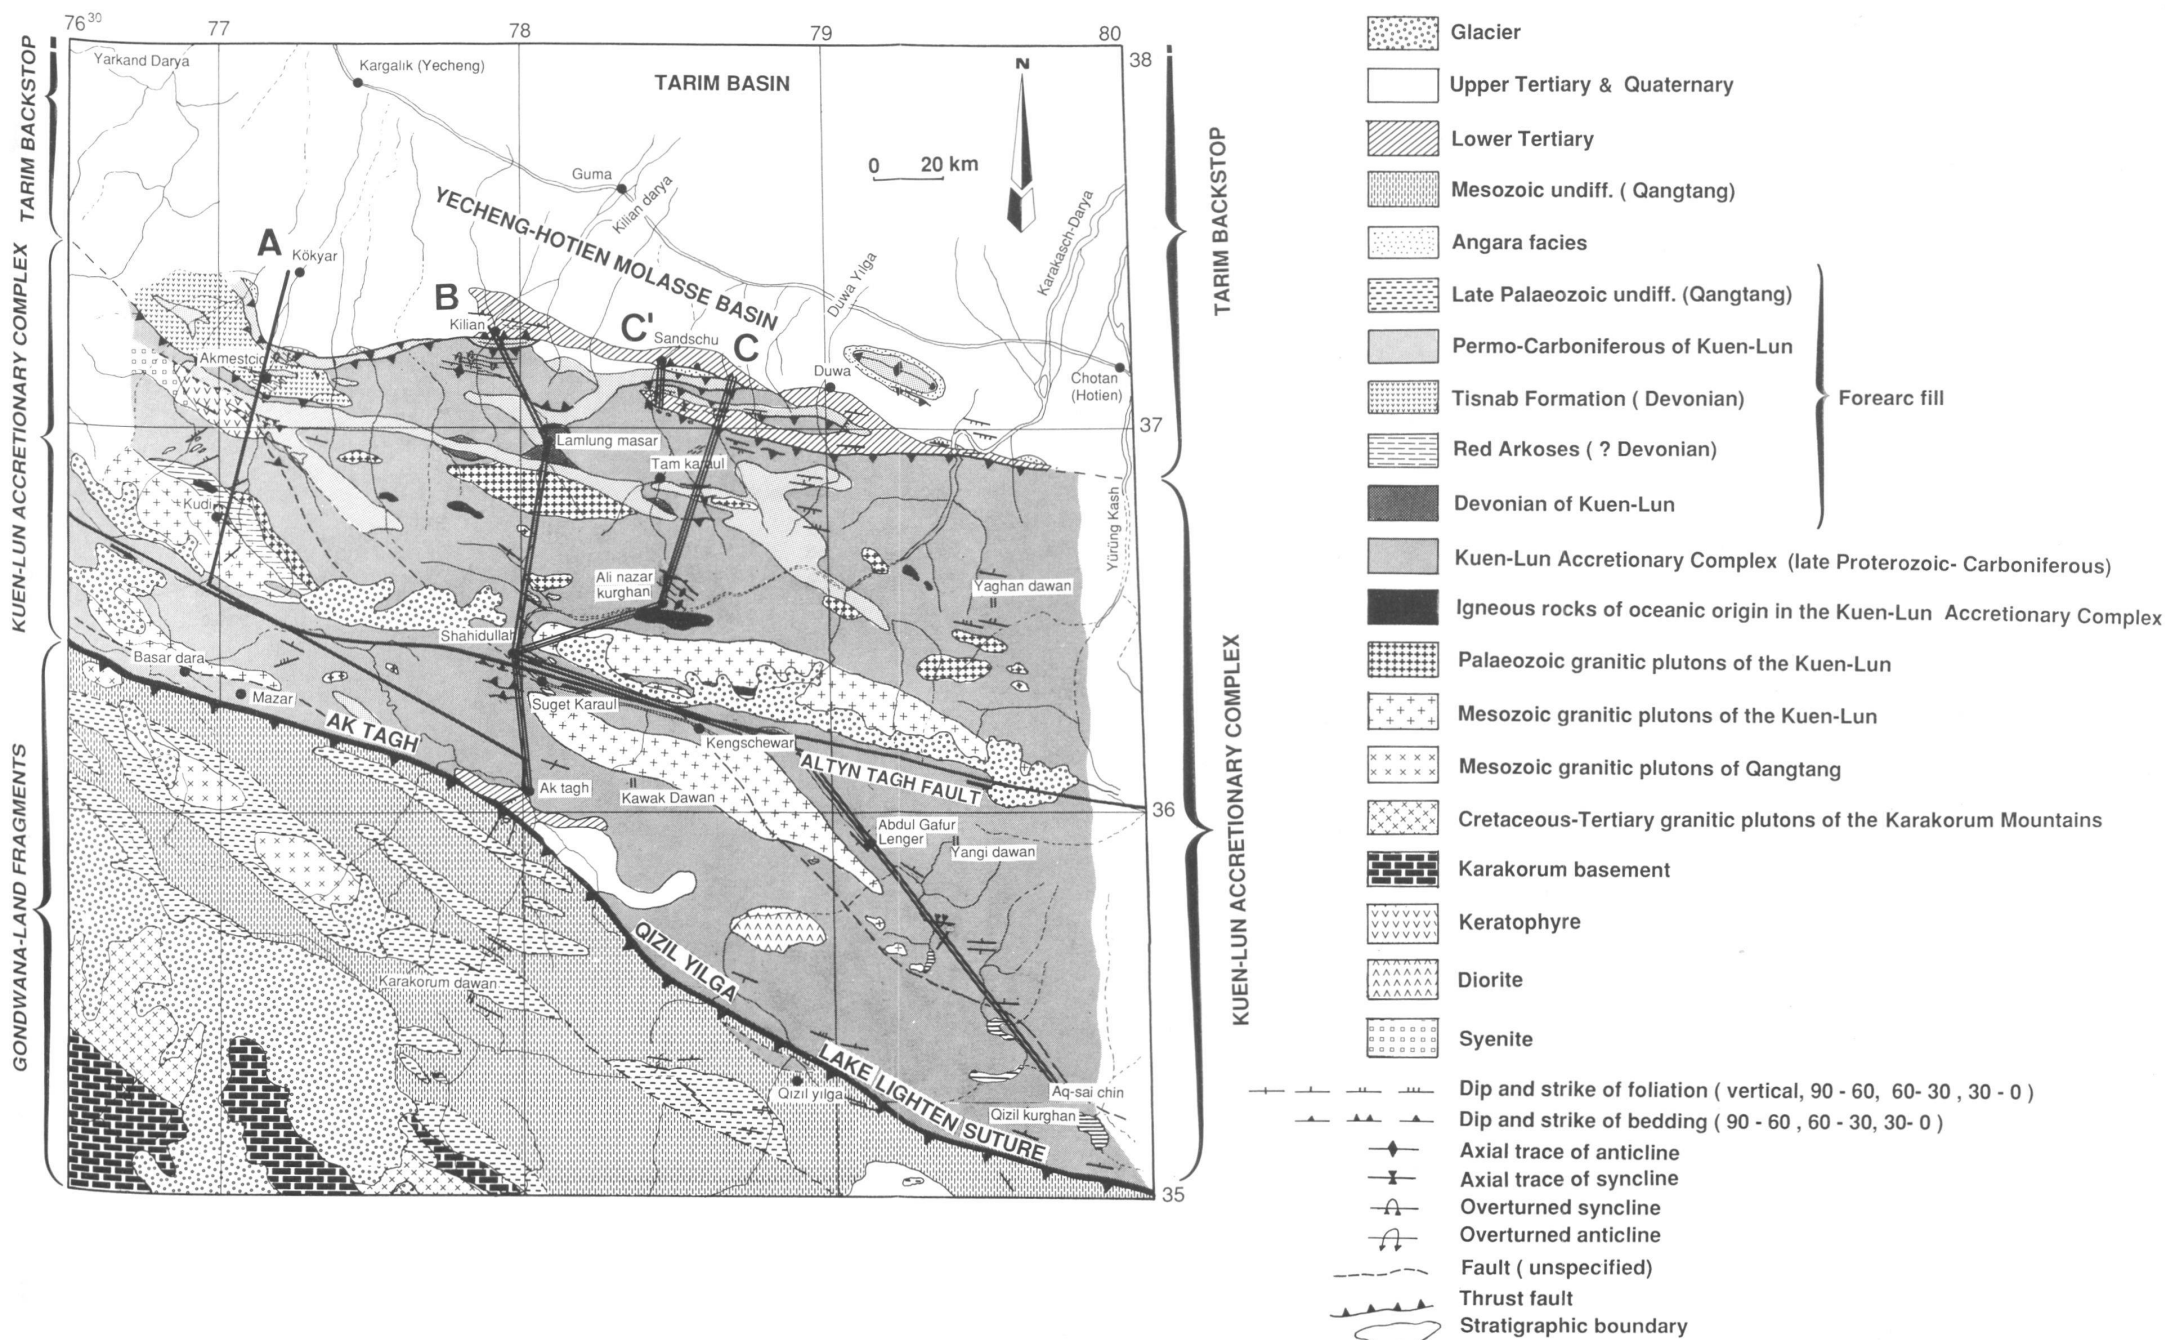 76 30
77
78
79
80
38
37
36
35
TARIM BACKSTOP
KUEN-LUN ACCRETIONARY COMPLEX
GONDWANA-LAND FRAGMENTS
TARIM BACKSTOP
KUEN-LUN ACCRETIONARY COMPLEX
Yarkand Darya
Kargalık (Yecheng)
TARIM BASIN
N
0 20 km
Guma
Kilian darya
YECHENG-HOTIEN MOLASSE BASIN
Karakasch-Darya
Duwa Yılga
A
Kökyar
B
Kilian
C'
Sandschu
C
Duwa
Chotan
(Hotien)
Akmestcit
Lamlung masar
Tam karaul
Kudi
Yürüng Kash
Ali nazar
kurghan
Yaghan dawan
Shahidullah
Basar dara
Mazar
Suget Karaul
AK TAGH
Kengschewar
ALTYN TAGH FAULT
Ak tagh
Kawak Dawan
Abdul Gafur
Lenger
Yangi dawan
QIZIL YILGA
Karakorum dawan
LAKE LIGHTEN SUTURE
Qizil yılga
Aq-sai chin
Qizil kurghan
Glacier
Upper Tertiary & Quaternary
Lower Tertiary
Mesozoic undiff. ( Qangtang)
Angara facies
Late Palaeozoic undiff. (Qangtang)
Permo-Carboniferous of Kuen-Lun
Tisnab Formation ( Devonian)
Forearc fill
Red Arkoses ( ? Devonian)
Devonian of Kuen-Lun
Kuen-Lun Accretionary Complex (late Proterozoic- Carboniferous)
Igneous rocks of oceanic origin in the Kuen-Lun Accretionary Complex
Palaeozoic granitic plutons of the Kuen-Lun
Mesozoic granitic plutons of the Kuen-Lun
Mesozoic granitic plutons of Qangtang
Cretaceous-Tertiary granitic plutons of the Karakorum Mountains
Karakorum basement
Keratophyre
Diorite
Syenite
Dip and strike of foliation ( vertical, 90 - 60, 60- 30 , 30 - 0 )
Dip and strike of bedding ( 90 - 60 , 60 - 30, 30- 0 )
Axial trace of anticline
Axial trace of syncline
Overturned syncline
Overturned anticline
Fault ( unspecified)
Thrust fault
Stratigraphic boundary